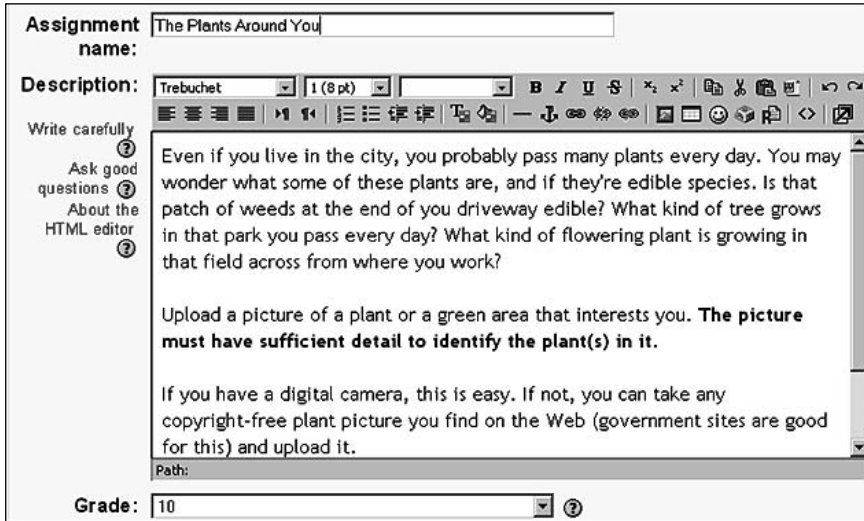 Assignment name: The Plants Around You
Description: Trebuchet 1 (8 pt) B I U S x₂ x²
Write carefully
Ask good questions
About the HTML editor
Even if you live in the city, you probably pass many plants every day. You may
wonder what some of these plants are, and if they're edible species. Is that
patch of weeds at the end of you driveway edible? What kind of tree grows
in that park you pass every day? What kind of flowering plant is growing in
that field across from where you work?
Upload a picture of a plant or a green area that interests you. The picture
must have sufficient detail to identify the plant(s) in it.
If you have a digital camera, this is easy. If not, you can take any
copyright-free plant picture you find on the Web (government sites are good
for this) and upload it.
Path:
Grade: 10